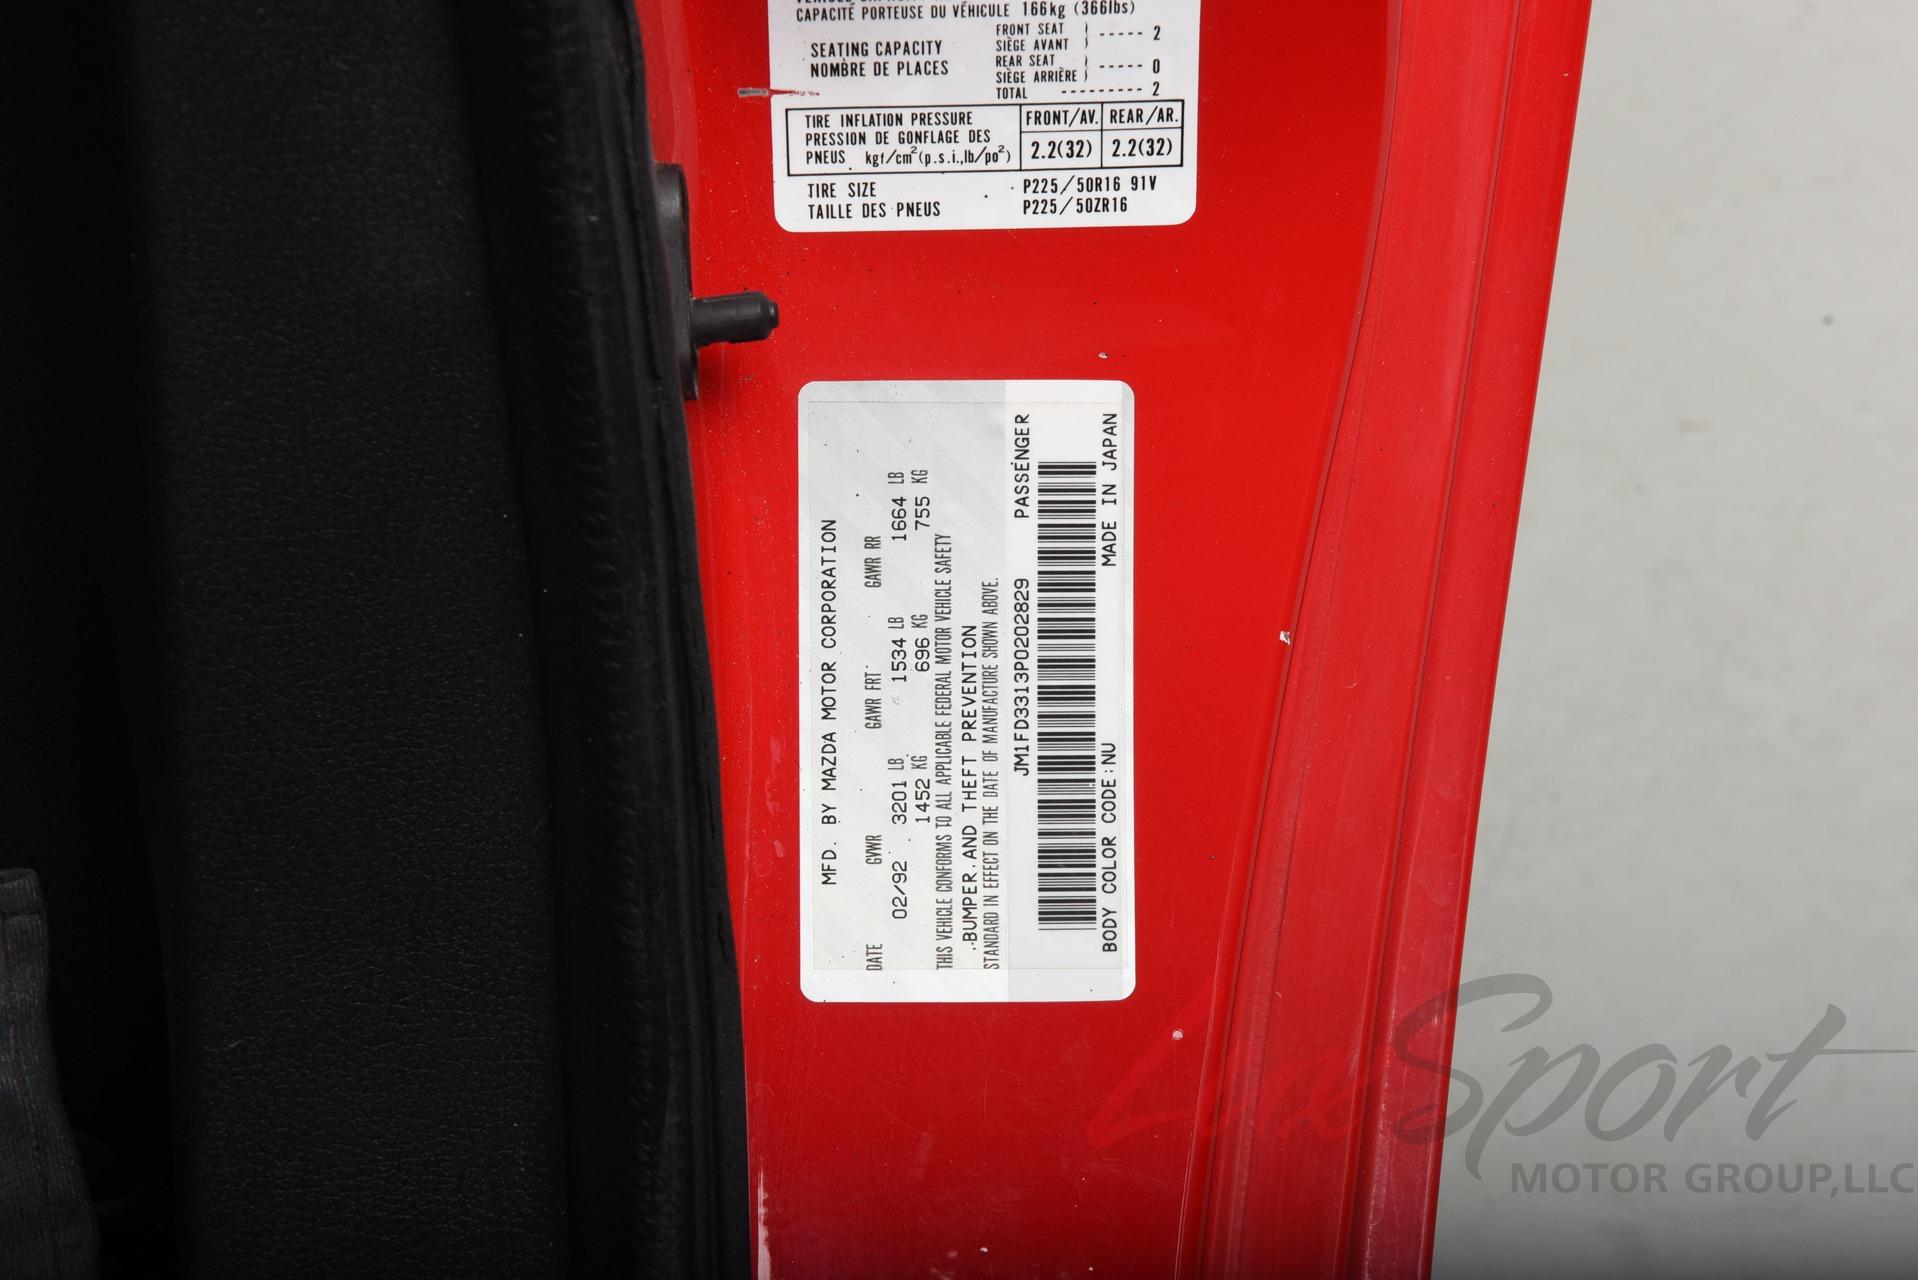 CAPACITÉ PORTEUSE DU VÉHICULE 166kg (366lbs)
SEATING CAPACITY
NOMBRE DE PLACES
FRONT SEAT
SIÈGE AVANT
----- 2
REAR SEAT
SIÈGE ARRIÈRE
----- 0
TOTAL --------- 2
TIRE INFLATION PRESSURE
PRESSION DE GONFLAGE DES
PNEUS kgf/cm²(p.s.i.,lb/po²)
FRONT/AV. REAR/AR.
2.2(32) 2.2(32)
TIRE SIZE P225/50R16 91V
TAILLE DES PNEUS P225/50ZR16
MFD. BY MAZDA MOTOR CORPORATION
DATE GVWR GAWR FRT GAWR RR
02/92 3201 LB 1534 LB 1664 LB
1452 KG 696 KG 755 KG
THIS VEHICLE CONFORMS TO ALL APPLICABLE FEDERAL MOTOR VEHICLE SAFETY
BUMPER, AND THEFT PREVENTION
STANDARD IN EFFECT ON THE DATE OF MANUFACTURE SHOWN ABOVE.
JM1FD3313P0202829 PASSENGER
BODY COLOR CODE:NU MADE IN JAPAN
LuxeSport
MOTOR GROUP,LLC